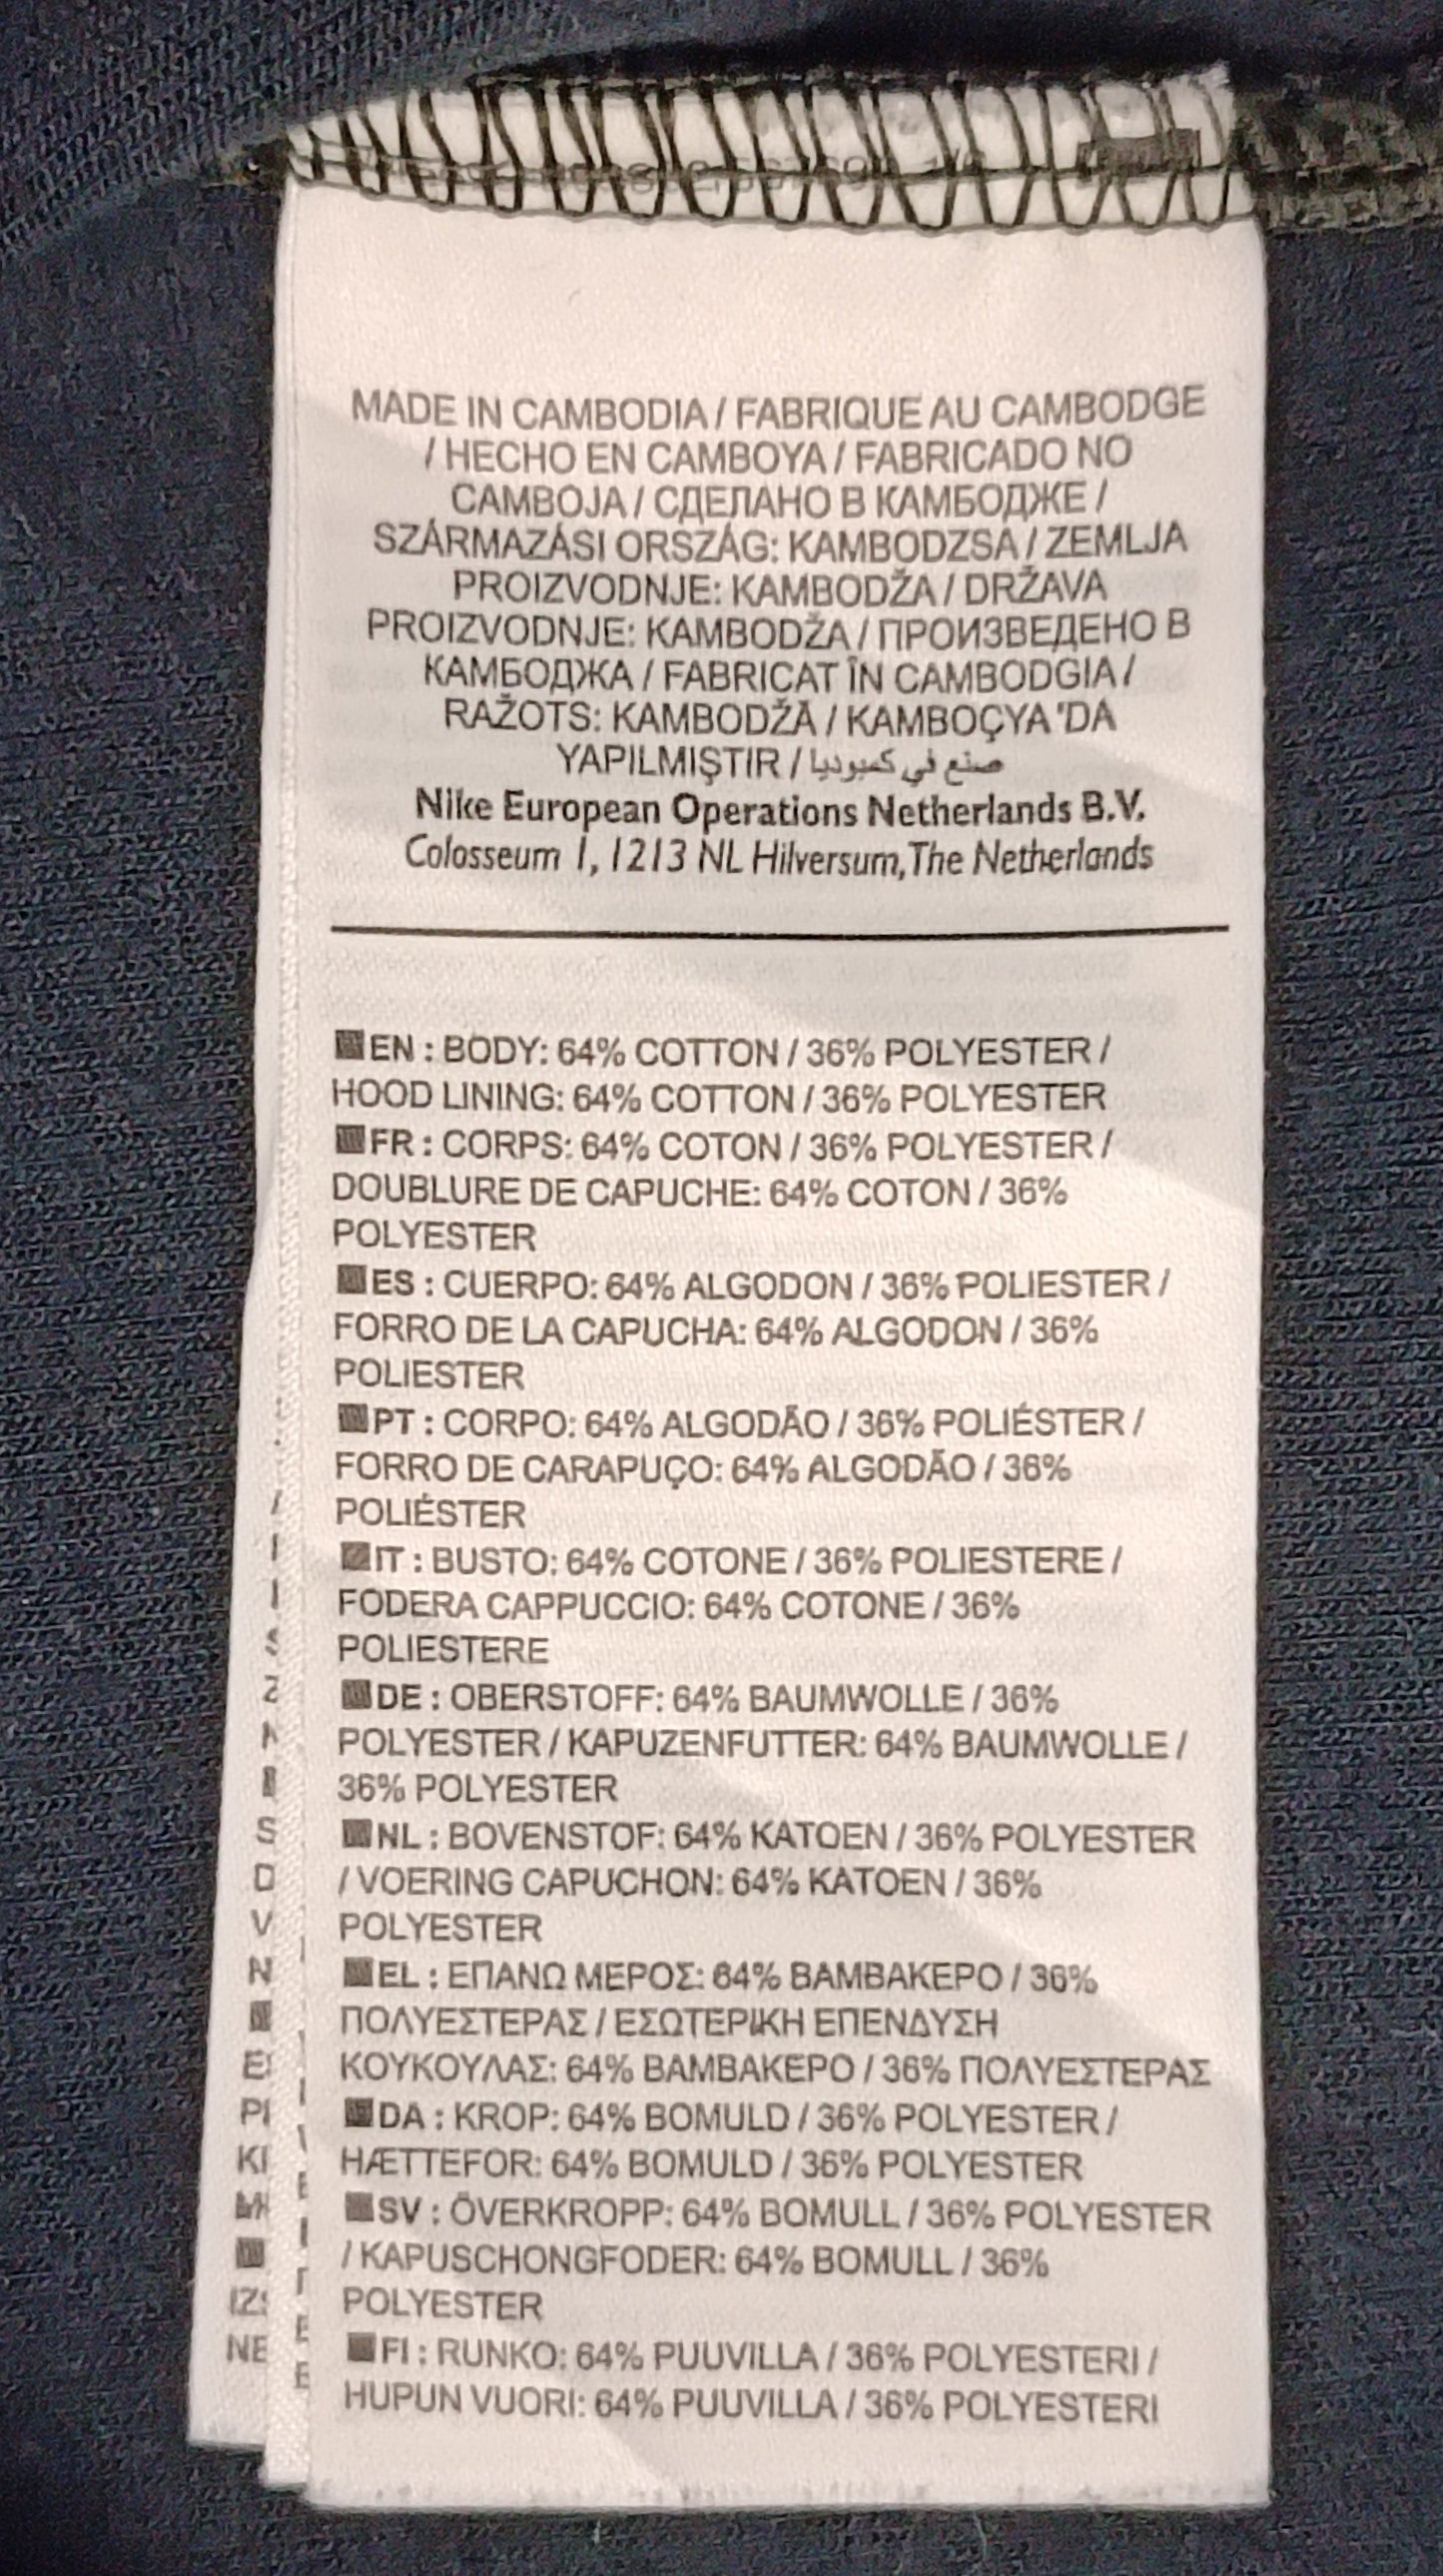 MADE IN CAMBODIA / FABRIQUE AU CAMBODGE
/ HECHO EN CAMBOYA / FABRICADO NO
CAMBOJA / СДЕЛАНО В КАМБОДЖЕ /
SZÁRMAZÁSI ORSZÁG: KAMBODZSA / ZEMLJA
PROIZVODNJE: KAMBODŽA / DRŽAVA
PROIZVODNJE: KAMBODŽA / ПРОИЗВЕДЕНО В
КАМБОДЖА / FABRICAT ÎN CAMBODGIA /
RAŽOTS: KAMBODŽĀ / KAMBOÇYA 'DA
YAPILMIŞTIR / صنع في كمبوديا
Nike European Operations Netherlands B.V.
Colosseum 1, 1213 NL Hilversum, The Netherlands
EN : BODY: 64% COTTON / 36% POLYESTER /
HOOD LINING: 64% COTTON / 36% POLYESTER
FR : CORPS: 64% COTON / 36% POLYESTER /
DOUBLURE DE CAPUCHE: 64% COTON / 36%
POLYESTER
ES : CUERPO: 64% ALGODON / 36% POLIESTER /
FORRO DE LA CAPUCHA: 64% ALGODON / 36%
POLIESTER
PT : CORPO: 64% ALGODÃO / 36% POLIÉSTER /
FORRO DE CARAPUÇO: 64% ALGODÃO / 36%
POLIÉSTER
IT : BUSTO: 64% COTONE / 36% POLIESTERE /
FODERA CAPPUCCIO: 64% COTONE / 36%
POLIESTERE
DE : OBERSTOFF: 64% BAUMWOLLE / 36%
POLYESTER / KAPUZENFUTTER: 64% BAUMWOLLE /
36% POLYESTER
NL : BOVENSTOF: 64% KATOEN / 36% POLYESTER
/ VOERING CAPUCHON: 64% KATOEN / 36%
POLYESTER
EL : ΕΠΑΝΩ ΜΕΡΟΣ: 64% ΒΑΜΒΑΚΕΡΟ / 36%
ΠΟΛΥΕΣΤΕΡΑΣ / ΕΣΩΤΕΡΙΚΗ ΕΠΕΝΔΥΣΗ
ΚΟΥΚΟΥΛΑΣ: 64% ΒΑΜΒΑΚΕΡΟ / 36% ΠΟΛΥΕΣΤΕΡΑΣ
DA : KROP: 64% BOMULD / 36% POLYESTER /
HÆTTEFOR: 64% BOMULD / 36% POLYESTER
SV : ÖVERKROPP: 64% BOMULL / 36% POLYESTER
/ KAPUSCHONGFODER: 64% BOMULL / 36%
POLYESTER
FI : RUNKO: 64% PUUVILLA / 36% POLYESTERI /
HUPUN VUORI: 64% PUUVILLA / 36% POLYESTERI